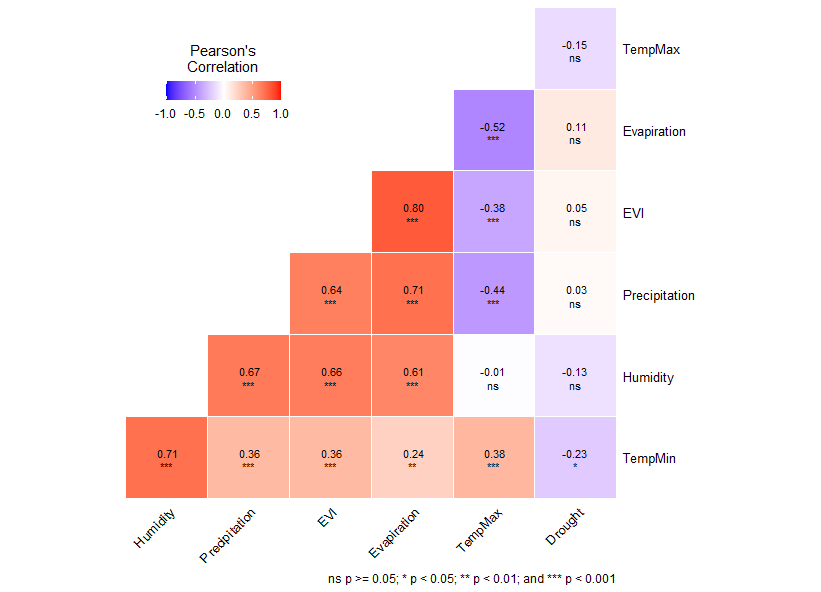 Pearson's
Correlation
-1.0 -0.5 0.0 0.5 1.0
-0.15
ns
TempMax
-0.52 0.11
*** ns
Evapiration
0.80 -0.38 0.05
*** *** ns
EVI
0.64 0.71 -0.44 0.03
*** *** *** ns
Precipitation
0.67 0.66 0.61 -0.01 -0.13
*** *** *** ns ns
Humidity
0.71 0.36 0.36 0.24 0.38 -0.23
*** *** *** ** *** *
TempMin
Humidity Precipitation EVI Evapiration TempMax Drought
ns p >= 0.05; * p < 0.05; ** p < 0.01; and *** p < 0.001